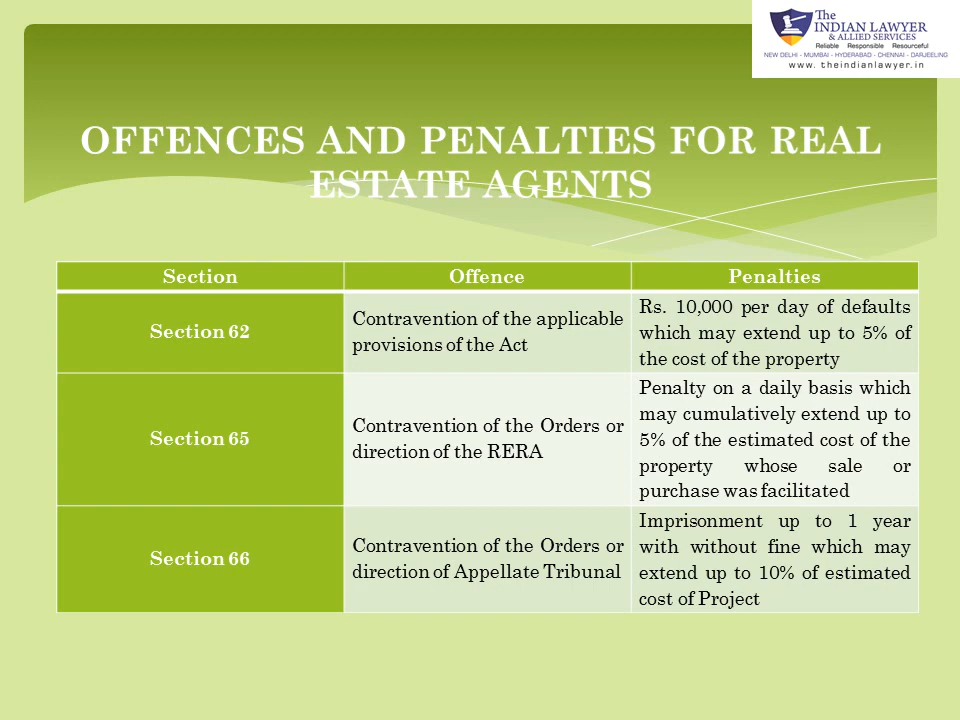 The
INDIAN LAWYER
& ALLIED SERVICES
Reliable Responsible Resourceful
NEW DELHI - MUMBAI - HYDERABAD - CHENNAI - DARJEELING
www. theindianlawyer.in
OFFENCES AND PENALTIES FOR REAL
ESTATE AGENTS
Section Offence Penalties
Section 62
Contravention of the applicable
provisions of the Act
Rs. 10,000 per day of defaults
which may extend up to 5% of
the cost of the property
Section 65
Contravention of the Orders or
direction of the RERA
Penalty on a daily basis which
may cumulatively extend up to
5% of the estimated cost of the
property whose sale or
purchase was facilitated
Section 66
Contravention of the Orders or
direction of Appellate Tribunal
Imprisonment up to 1 year
with without fine which may
extend up to 10% of estimated
cost of Project